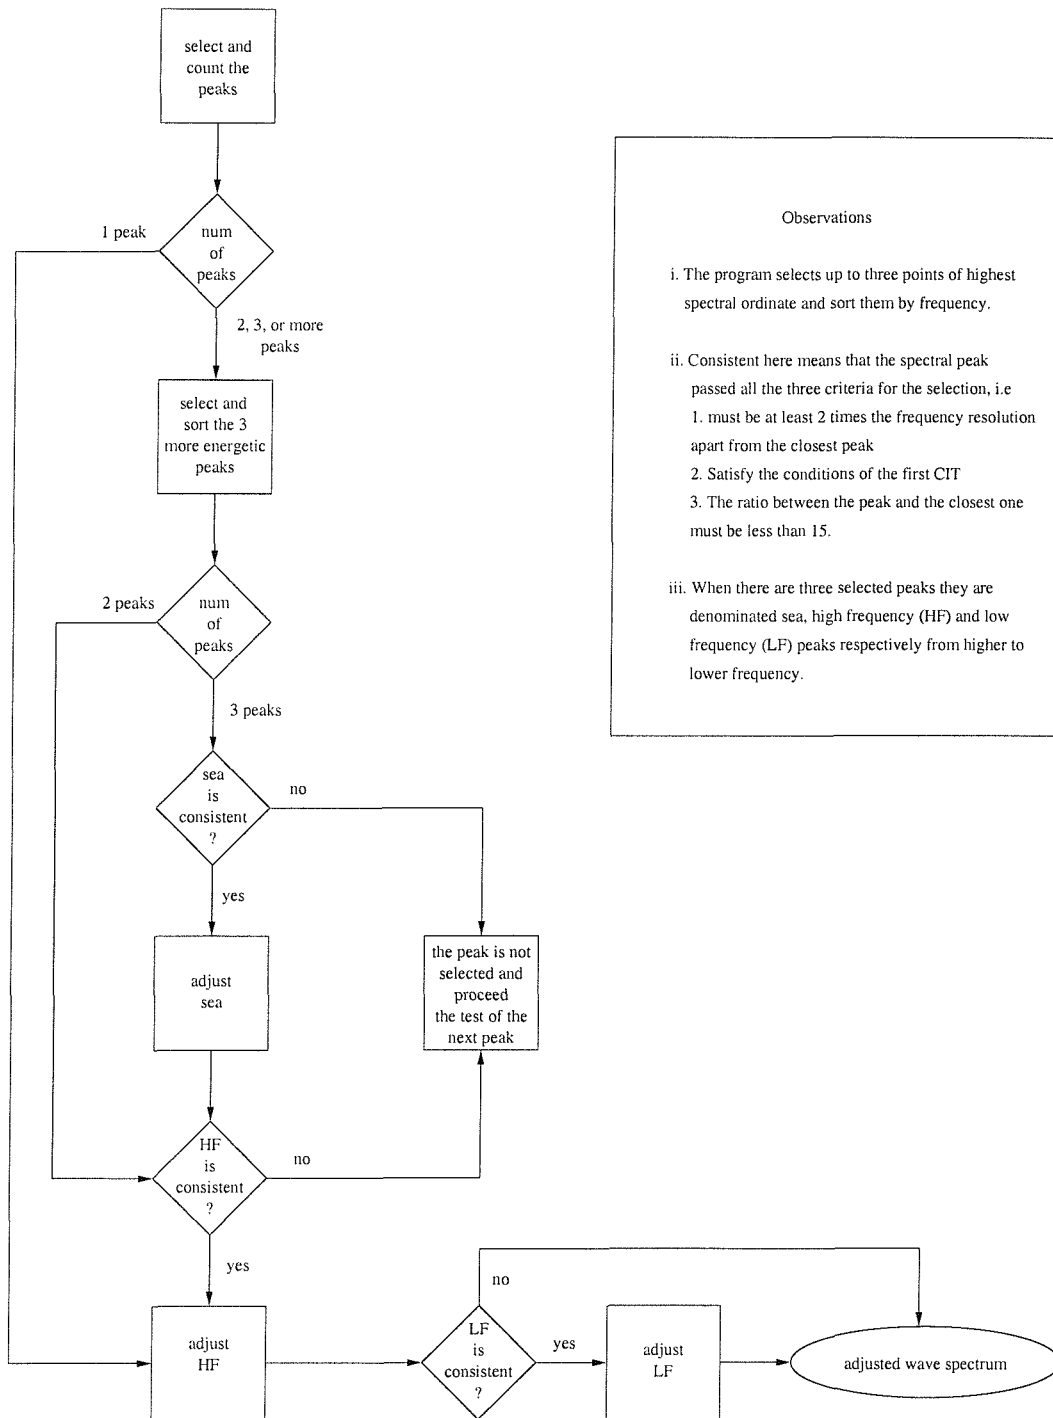 select and
count the
peaks
1 peak
num
of
peaks
2, 3, or more
peaks
select and
sort the 3
more energetic
peaks
2 peaks
num
of
peaks
3 peaks
sea
is
consistent
?
no
yes
adjust
sea
the peak is not
selected and
proceed
the test of the
next peak
HF
is
consistent
?
no
yes
adjust
HF
LF
is
consistent
?
no
yes
adjust
LF
adjusted wave spectrum
Observations
i. The program selects up to three points of highest
spectral ordinate and sort them by frequency.
ii. Consistent here means that the spectral peak
passed all the three criteria for the selection, i.e
1. must be at least 2 times the frequency resolution
apart from the closest peak
2. Satisfy the conditions of the first CIT
3. The ratio between the peak and the closest one
must be less than 15.
iii. When there are three selected peaks they are
denominated sea, high frequency (HF) and low
frequency (LF) peaks respectively from higher to
lower frequency.